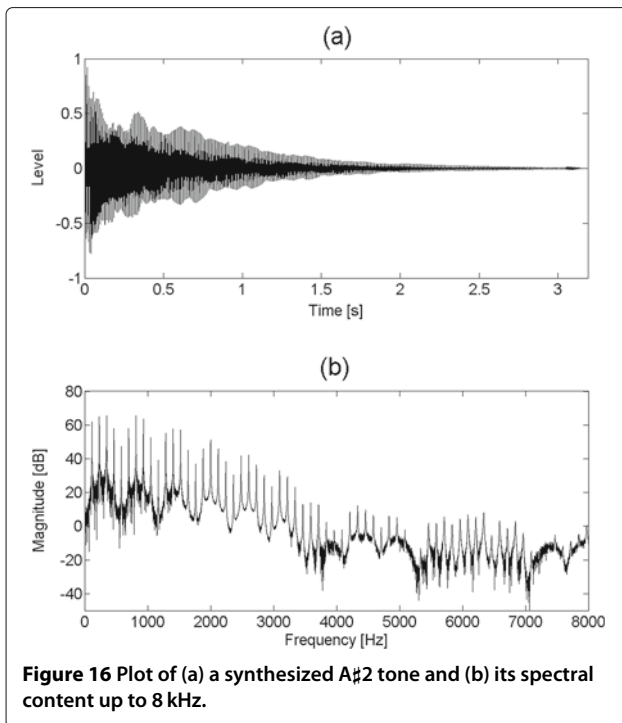 (a)
1
0.5
0
-0.5
-1
Level
0 0.5 1 1.5 2 2.5 3
Time [s]
(b)
80
60
40
20
0
-20
-40
Magnitude [dB]
0 1000 2000 3000 4000 5000 6000 7000 8000
Frequency [Hz]
Figure 16 Plot of (a) a synthesized A♯2 tone and (b) its spectral
content up to 8 kHz.